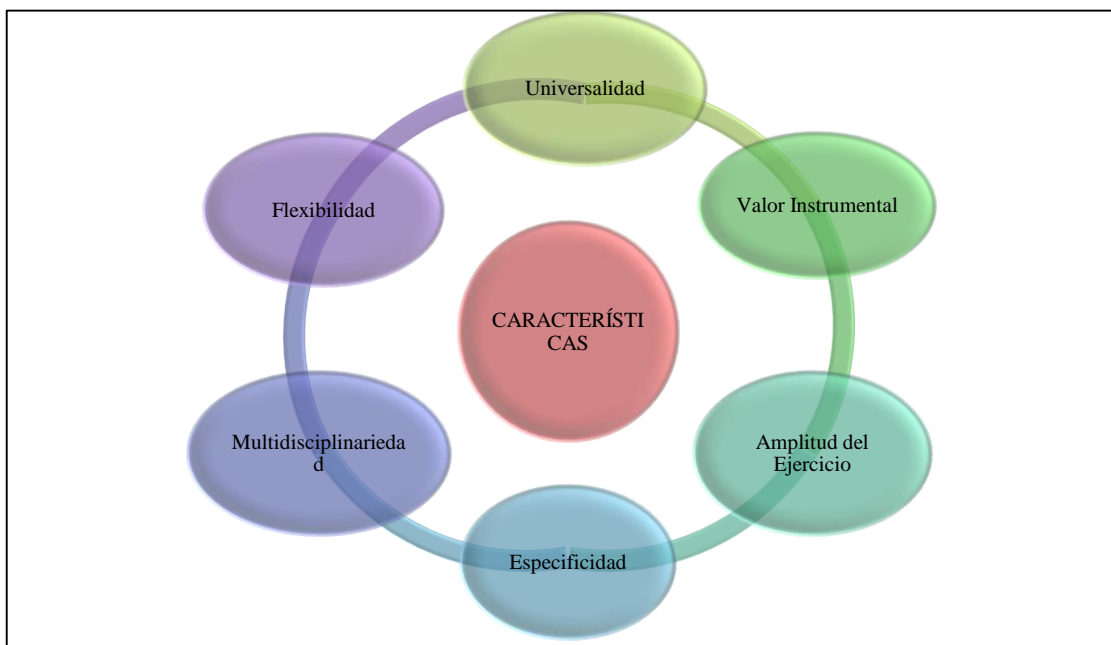 Universalidad
Valor Instrumental
Amplitud del
Ejercicio
Especificidad
Multidisciplinarieda
d
Flexibilidad
CARACTERÍSTI
CAS